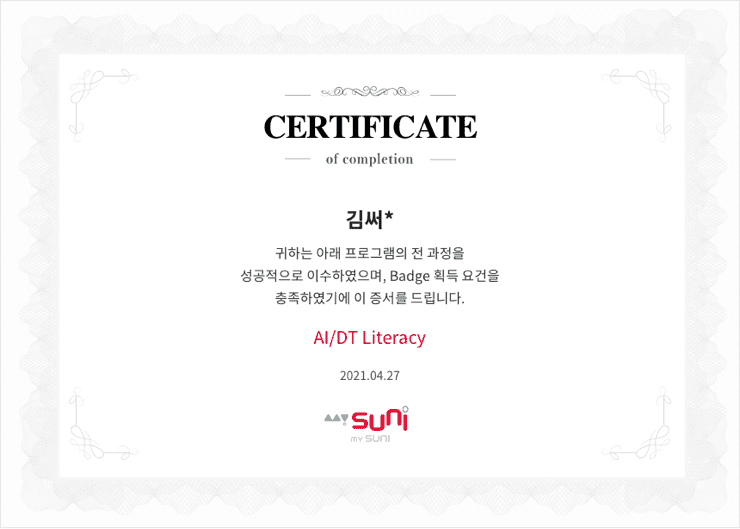 CERTIFICATE
of completion
김써*
귀하는 아래 프로그램의 전 과정을
성공적으로 이수하였으며, Badge 획득 요건을
충족하였기에 이 증서를 드립니다.
AI/DT Literacy
2021.04.27
mySUNI
my SUNI